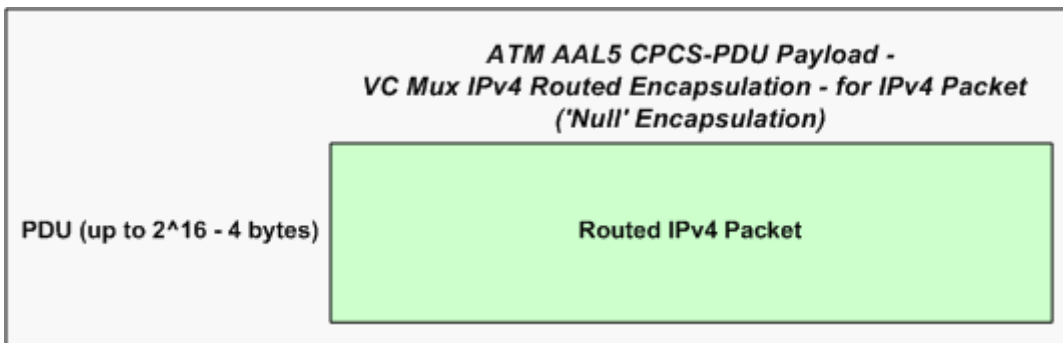 ATM AAL5 CPCS-PDU Payload -
VC Mux IPv4 Routed Encapsulation - for IPv4 Packet
('Null' Encapsulation)
PDU (up to 2^16 - 4 bytes)
Routed IPv4 Packet